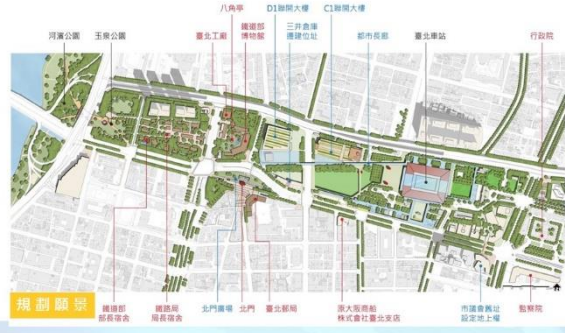 八角亭
D1聯開大樓
三井倉庫
遷建位址
C1聯開大樓
鐵道部
博物館
河濱公園
玉泉公園
臺北工廠
都市長廊
臺北車站
行政院
規劃願景
鐵道部
部長宿舍
鐵路局
局長宿舍
北門廣場
北門
臺北郵局
原大阪商船
株式會社臺北支店
市議會舊址
設定地上權
監察院